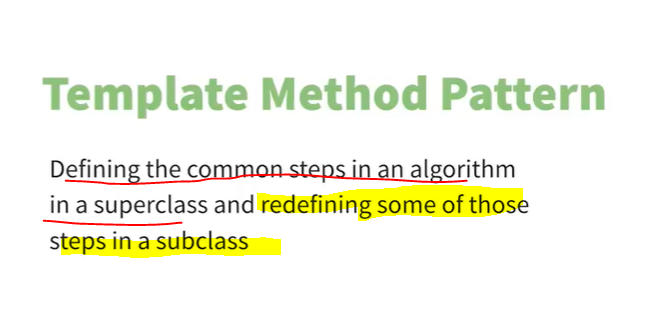 Template Method Pattern
Defining the common steps in an algorithm
in a superclass and redefining some of those
steps in a subclass